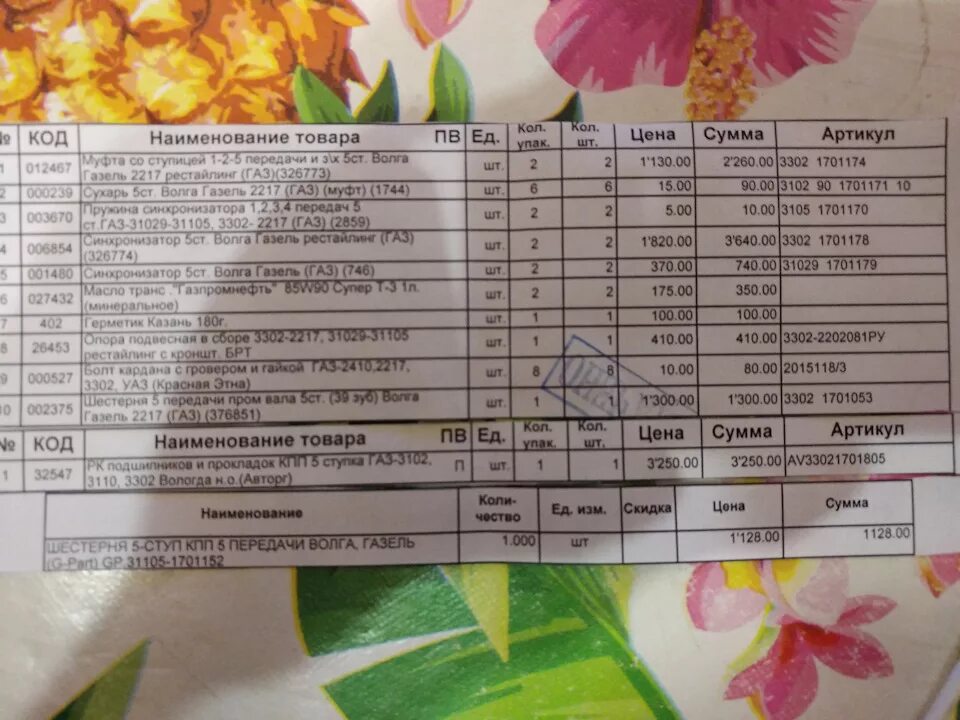 № КОД Наименование товара ПВ Ед. Кол. упак. Кол. шт. Цена Сумма Артикул
1 012467 Муфта со ступицей 1-2-5 передачи и з\х 5ст. Волга Газель 2217 рестайлинг (ГАЗ)(326773) шт. 2 2 1'130.00 2'260.00 3302 1701174
2 000239 Сухарь 5ст. Волга Газель 2217 (ГАЗ) (муфт) (1744) шт. 6 6 15.00 90.00 3102 90 1701171 10
3 003670 Пружина синхронизатора 1,2,3,4 передач 5 ст.ГАЗ-31029-31105, 3302- 2217 (ГАЗ) (2859) шт. 2 2 5.00 10.00 3105 1701170
4 006854 Синхронизатор 5ст. Волга Газель рестайлинг (ГАЗ) (326774) шт. 2 2 1'820.00 3'640.00 3302 1701178
5 001480 Синхронизатор 5ст. Волга Газель (ГАЗ) (746) шт. 2 2 370.00 740.00 31029 1701179
6 027432 Масло транс ."Газпромнефть" 85W90 Супер Т-3 1л. (минеральное) шт. 2 2 175.00 350.00
7 402 Герметик Казань 180г. шт. 1 1 100.00 100.00
8 26453 Опора подвесная в сборе 3302-2217, 31029-31105 рестайлинг с кроншт. БРТ шт. 1 1 410.00 410.00 3302-2202081РУ
9 000527 Болт кардана с гровером и гайкой ГАЗ-2410,2217, 3302, УАЗ (Красная Этна) шт. 8 8 10.00 80.00 2015118/3
10 002375 Шестерня 5 передачи пром вала 5ст. (39 зуб) Волга Газель 2217 (ГАЗ) (376851) шт. 1 1 1'300.00 1'300.00 3302 1701053
№ КОД Наименование товара ПВ Ед. Кол. упак. Кол. шт. Цена Сумма Артикул
1 32547 РК подшипников и прокладок КПП 5 ступка ГАЗ-3102, 3110, 3302 Вологда н.о.(Авторг) П шт. 1 1 3'250.00 3'250.00 AV33021701805
Наименование Коли-чество Ед. изм. Скидка Цена Сумма
ШЕСТЕРНЯ 5-СТУП КПП 5 ПЕРЕДАЧИ ВОЛГА, ГАЗЕЛЬ (G-Part) GP 31105-1701152 1.000 шт 1'128.00 1128.00